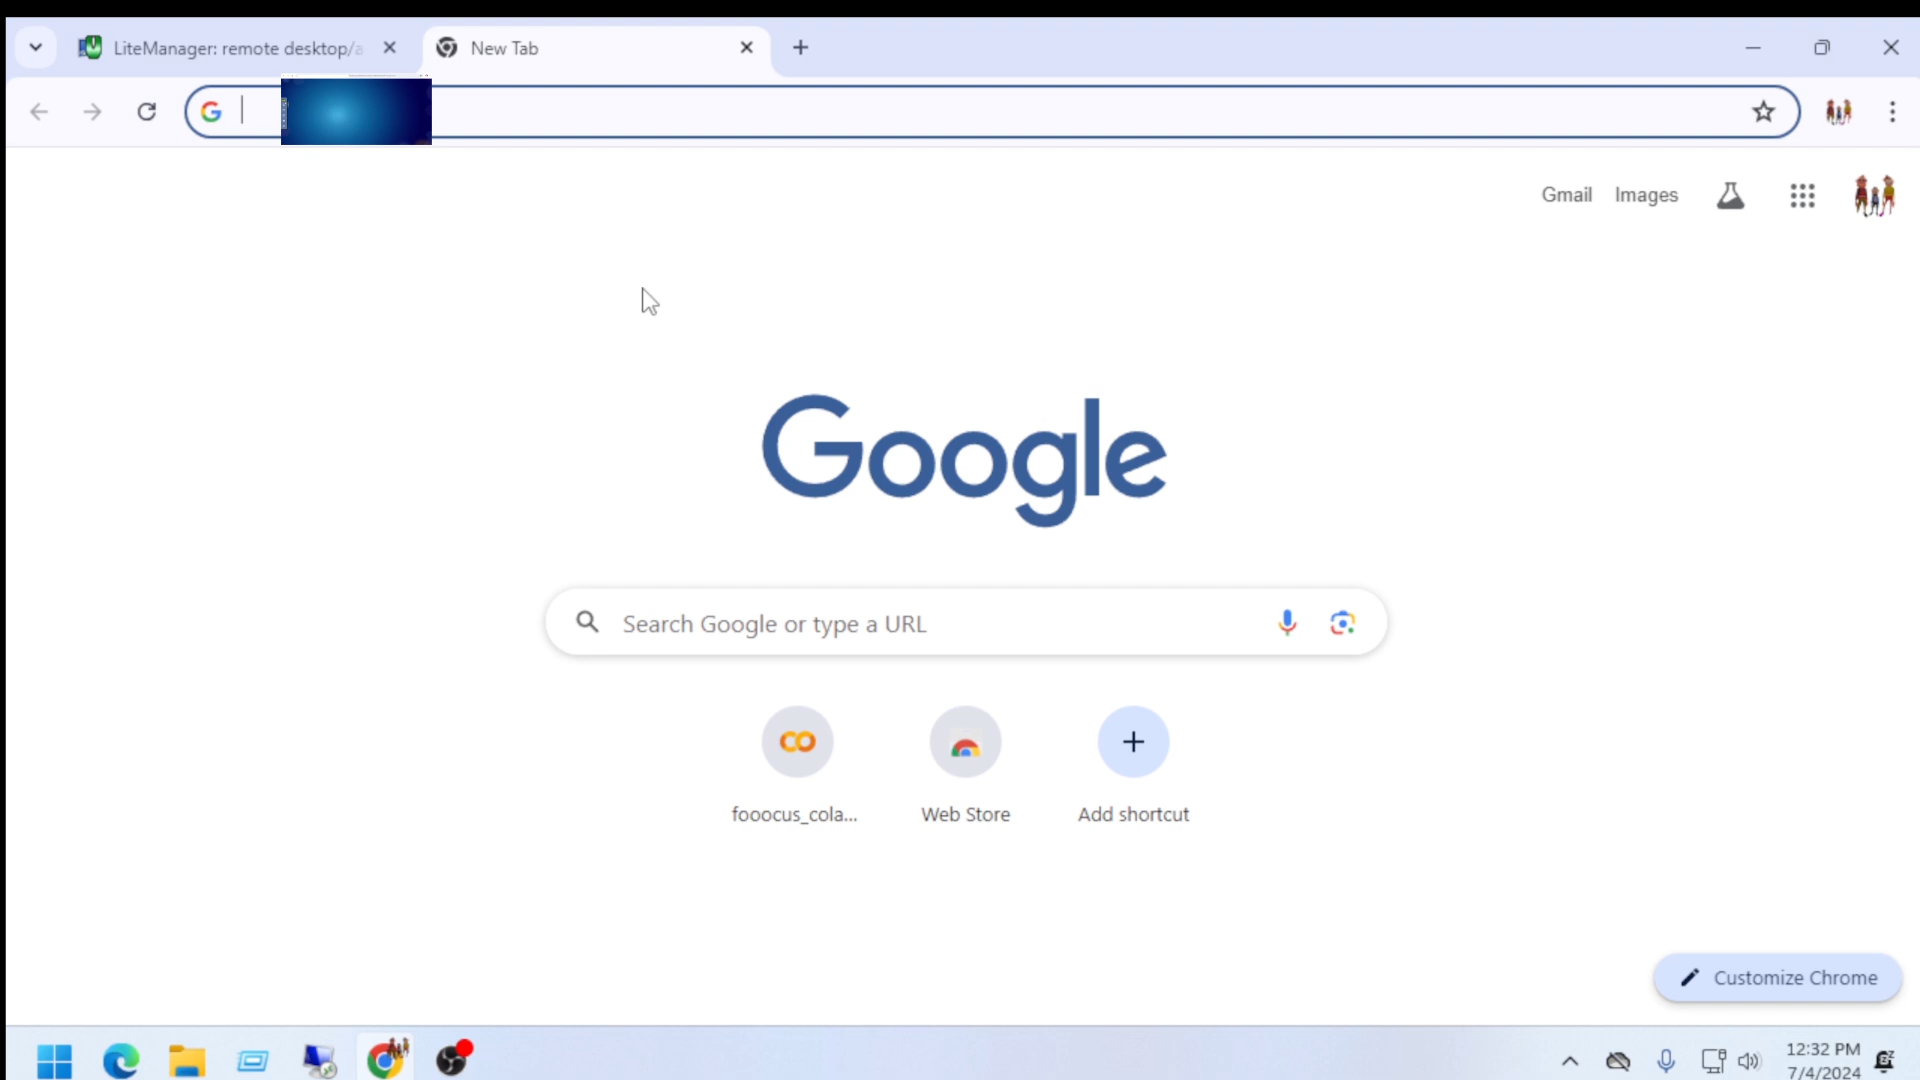 LiteManager: remote desktop/a
New Tab
Gmail
Images
Google
Search Google or type a URL
fooocus_cola...
Web Store
Add shortcut
Customize Chrome
12:32 PM
7/4/2024